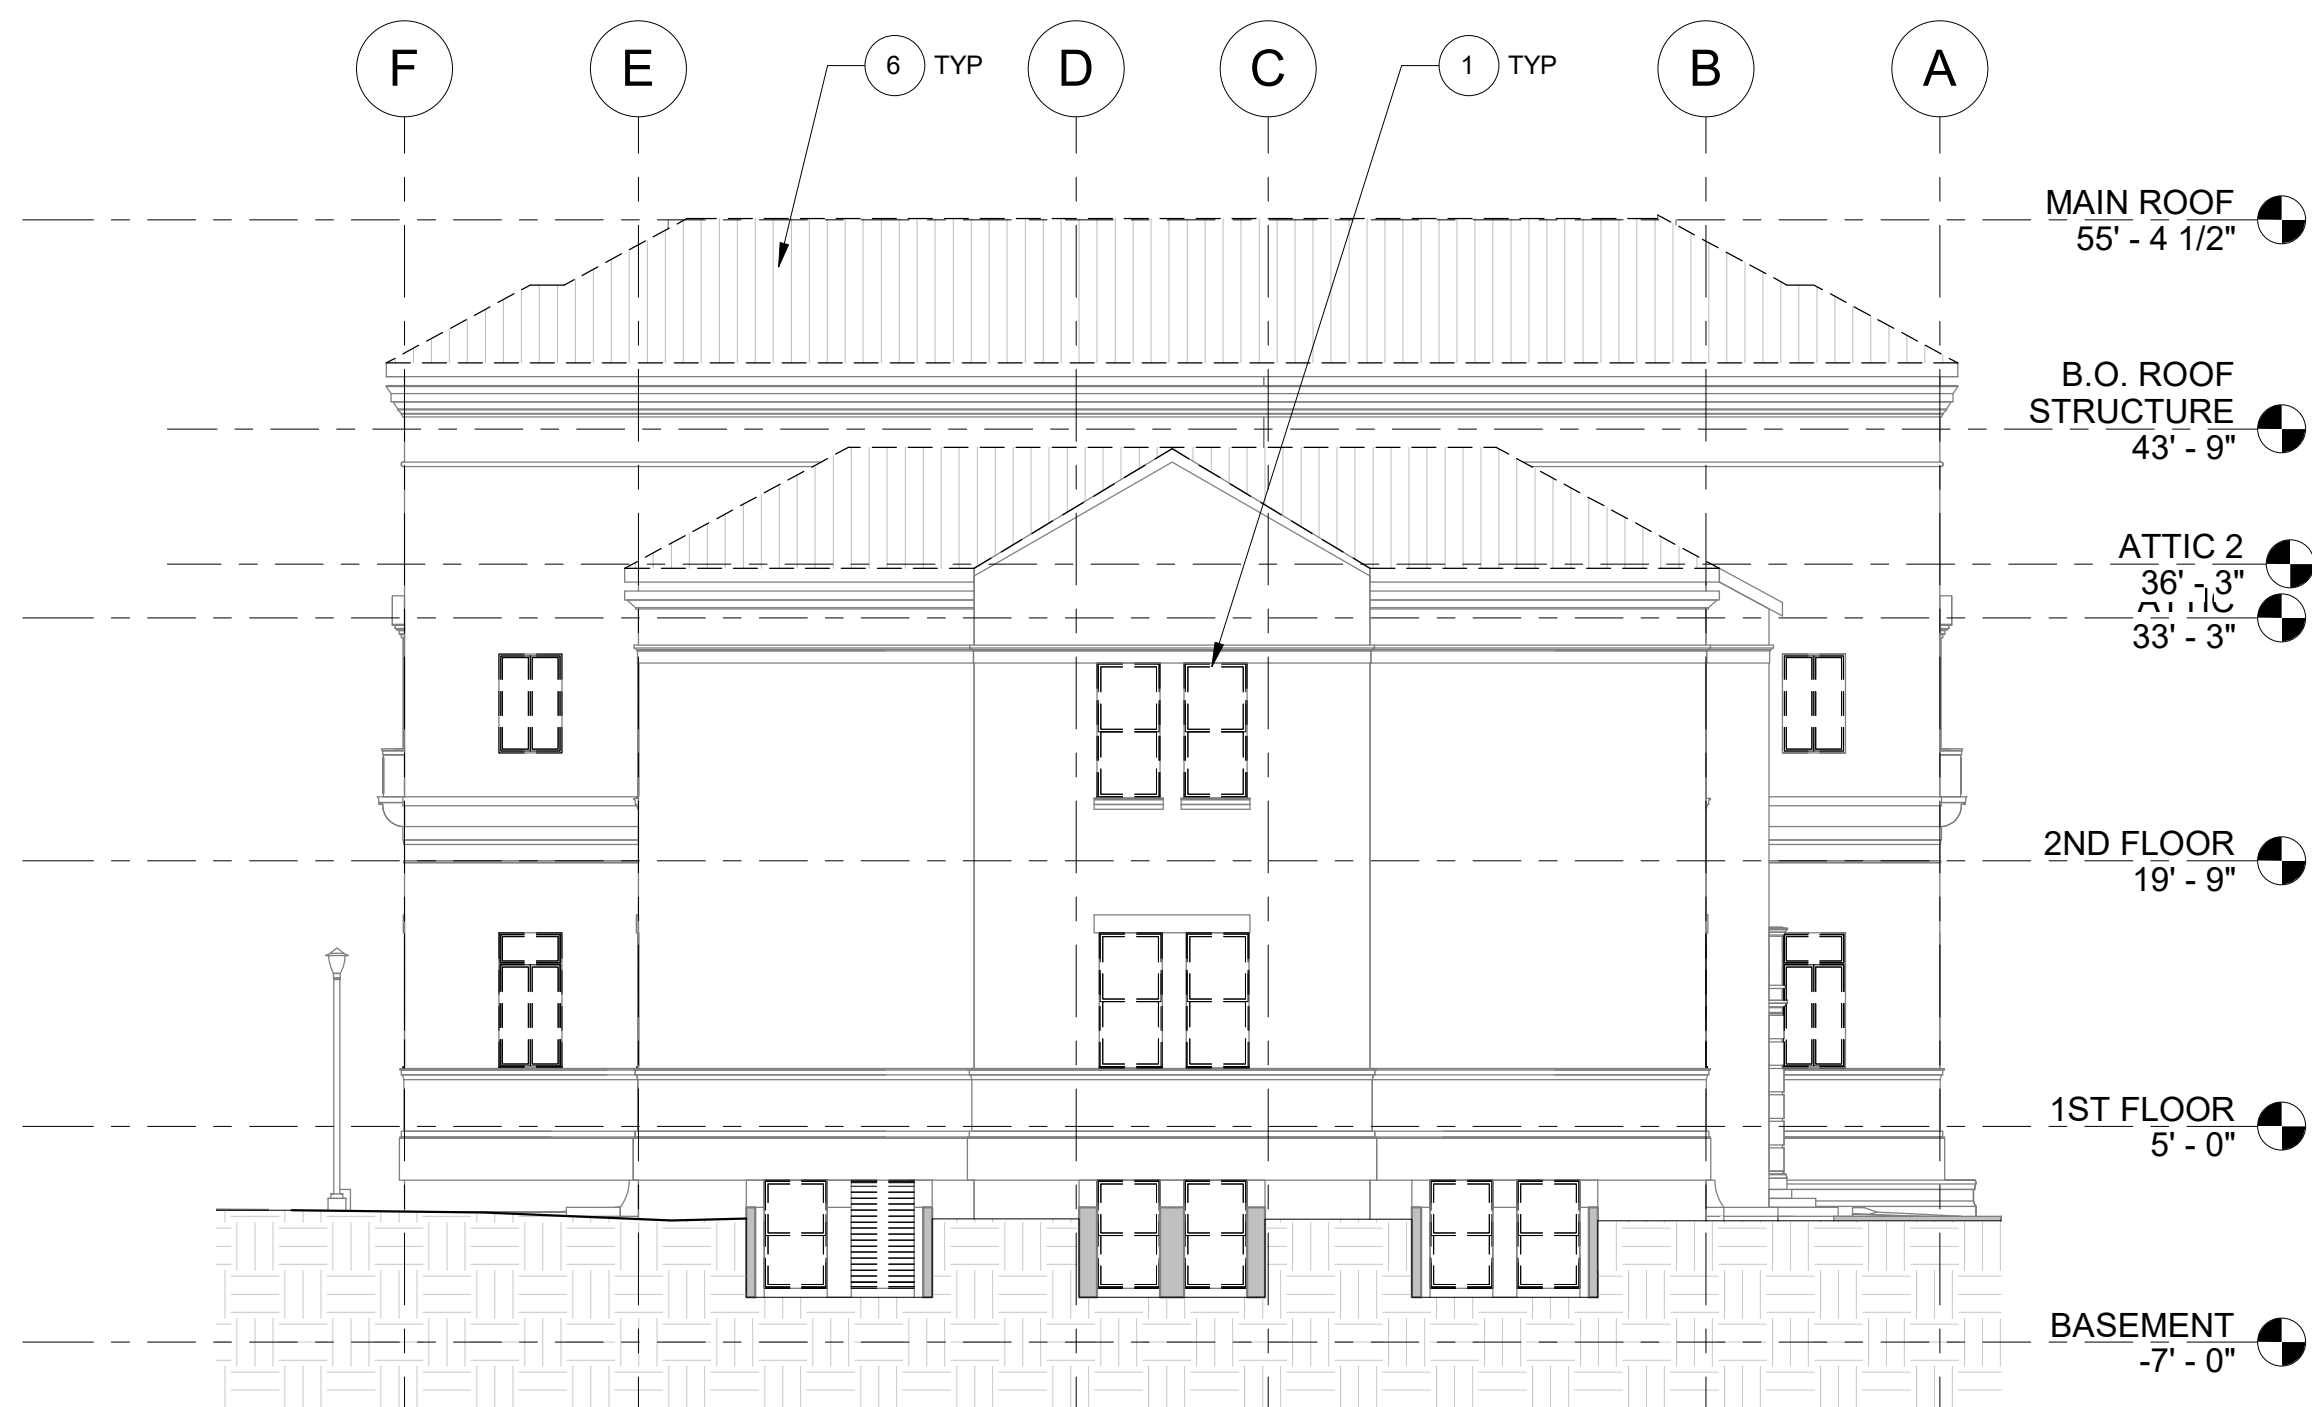 F
E
6 TYP
D
C
1 TYP
B
A
MAIN ROOF
55' - 4 1/2"
B.O. ROOF
STRUCTURE
43' - 9"
ATTIC 2
36' - 3"
ATTIC
33' - 3"
2ND FLOOR
19' - 9"
1ST FLOOR
5' - 0"
BASEMENT
-7' - 0"